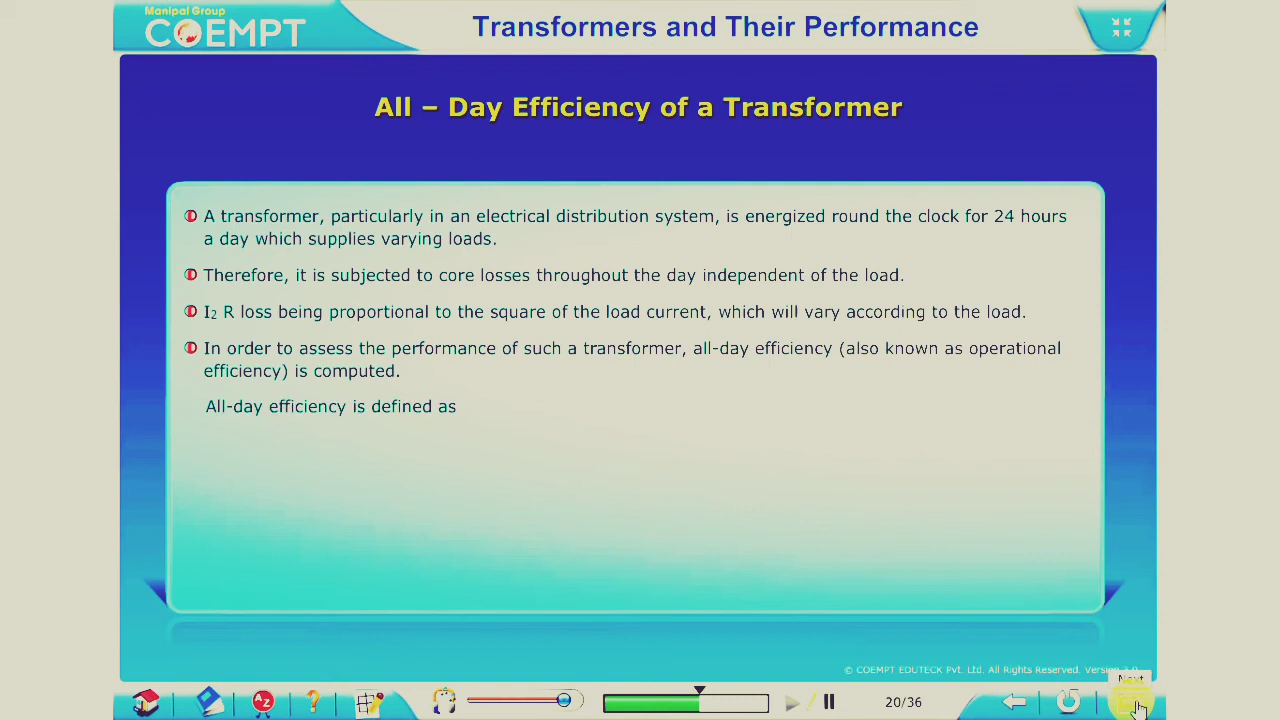 Manipal Group
COEMPT
Transformers and Their Performance
All – Day Efficiency of a Transformer
A transformer, particularly in an electrical distribution system, is energized round the clock for 24 hours
a day which supplies varying loads.
Therefore, it is subjected to core losses throughout the day independent of the load.
I₂ R loss being proportional to the square of the load current, which will vary according to the load.
In order to assess the performance of such a transformer, all-day efficiency (also known as operational
efficiency) is computed.
All-day efficiency is defined as
© COEMPT EDUTECK Pvt. Ltd. All Rights Reserved. Version 3.0
Next
AZ
?
20/36